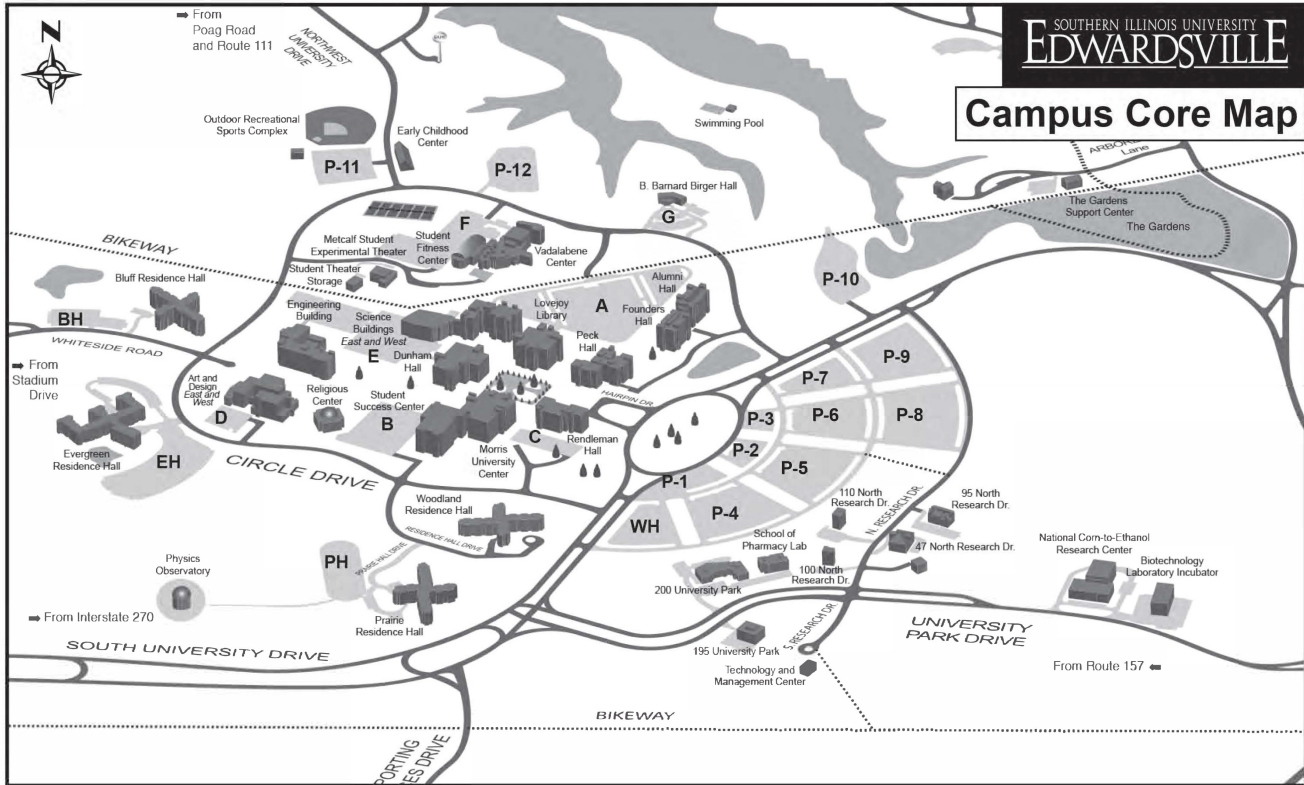 SOUTHERN ILLINOIS UNIVERSITY
EDWARDSVILLE
Campus Core Map
N
From
Poag Road
and Route 111
NORTHWEST
UNIVERSITY
DRIVE
Outdoor Recreational
Sports Complex
Early Childhood
Center
P-11
P-12
Swimming Pool
B. Barnard Birger Hall
G
Lane
The Gardens
Support Center
The Gardens
BIKEWAY
Metcalf Student
Experimental Theater
Student
Fitness
Center
F
Vadalabene
Center
Student Theater
Storage
Bluff Residence Hall
BH
WHITESIDE ROAD
Engineering
Building
Science
Buildings
East and West
E
Lovejoy
Library
A
Alumni
Hall
Founders
Hall
Peck
Hall
P-10
P-9
P-7
P-8
P-6
P-3
P-2
P-5
P-1
P-4
WH
From
Stadium
Drive
Art and
Design
East and
West
D
Religious
Center
Dunham
Hall
Student
Success Center
B
HAIRPIN DR.
C
Rendleman
Hall
Morris
University
Center
Evergreen
Residence Hall
EH
CIRCLE DRIVE
Woodland
Residence Hall
RESIDENCE HALL DRIVE
PRAIRIE HALL DRIVE
PH
Physics
Observatory
Prairie
Residence Hall
From Interstate 270
SOUTH UNIVERSITY DRIVE
110 North
Research Dr.
N. RESEARCH DR.
95 North
Research Dr.
School of
Pharmacy Lab
47 North Research Dr.
100 North
Research Dr.
200 University Park
National Corn-to-Ethanol
Research Center
Biotechnology
Laboratory Incubator
195 University Park
S. RESEARCH DR.
Technology and
Management Center
UNIVERSITY
PARK DRIVE
From Route 157
BIKEWAY